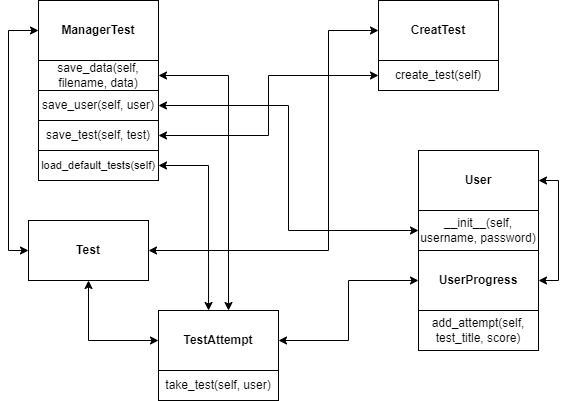 ManagerTest
save_data(self,
filename, data)
save_user(self, user)
save_test(self, test)
load_default_tests(self)
CreatTest
create_test(self)
User
__init__(self,
username, password)
UserProgress
add_attempt(self,
test_title, score)
Test
TestAttempt
take_test(self, user)